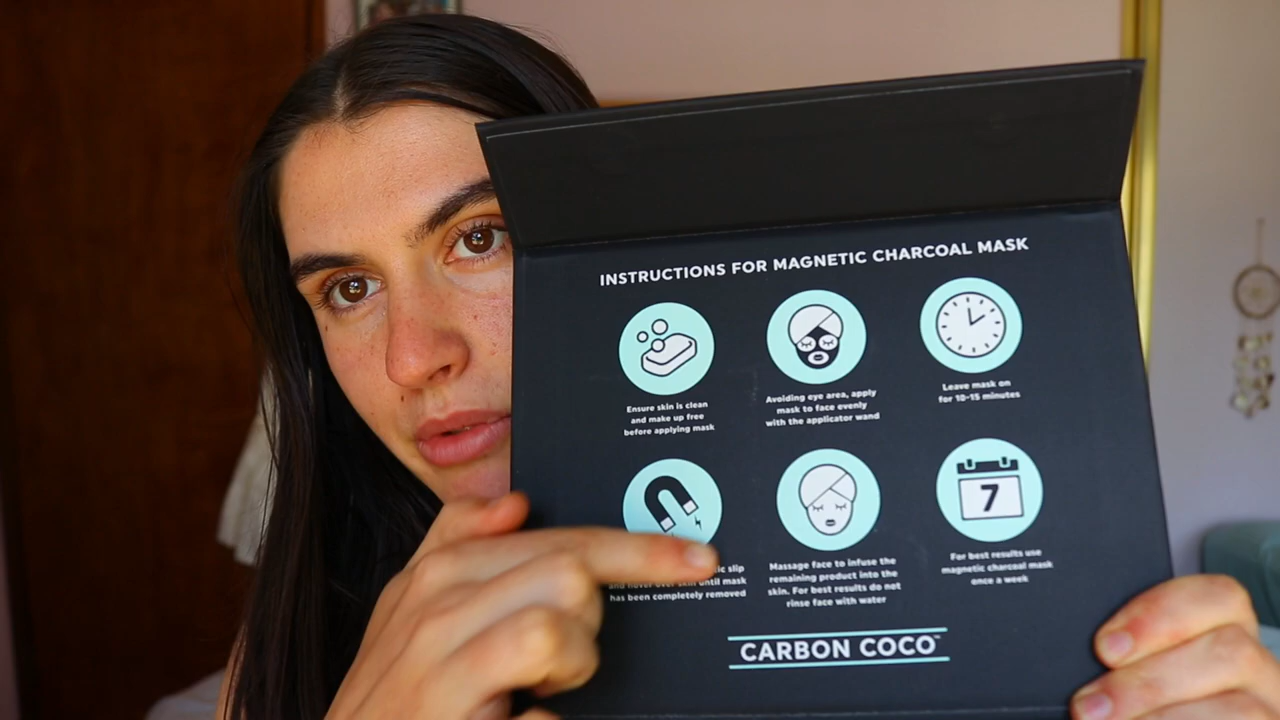 INSTRUCTIONS FOR MAGNETIC CHARCOAL MASK
Ensure skin is clean
and make up free
before applying mask
Avoiding eye area, apply
mask to face evenly
with the applicator wand
Leave mask on
for 10-15 minutes
7
slip
and hover over skin until mask
has been completely removed
Massage face to infuse the
remaining product into the
skin. For best results do not
rinse face with water
For best results use
magnetic charcoal mask
once a week
CARBON COCO™